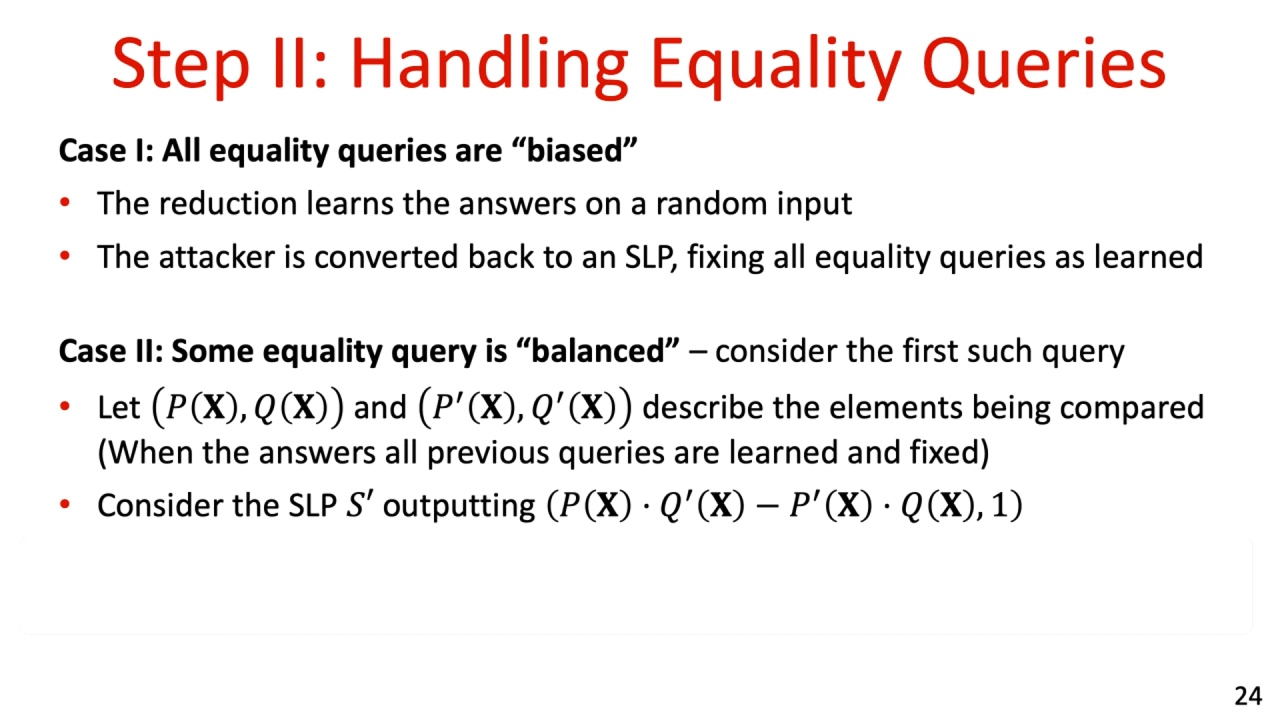 Step II: Handling Equality Queries
Case I: All equality queries are “biased”
• The reduction learns the answers on a random input
• The attacker is converted back to an SLP, fixing all equality queries as learned
Case II: Some equality query is “balanced” – consider the first such query
• Let (P(X), Q(X)) and (P′(X), Q′(X)) describe the elements being compared
(When the answers all previous queries are learned and fixed)
• Consider the SLP S′ outputting (P(X) · Q′(X) − P′(X) · Q(X), 1)
24